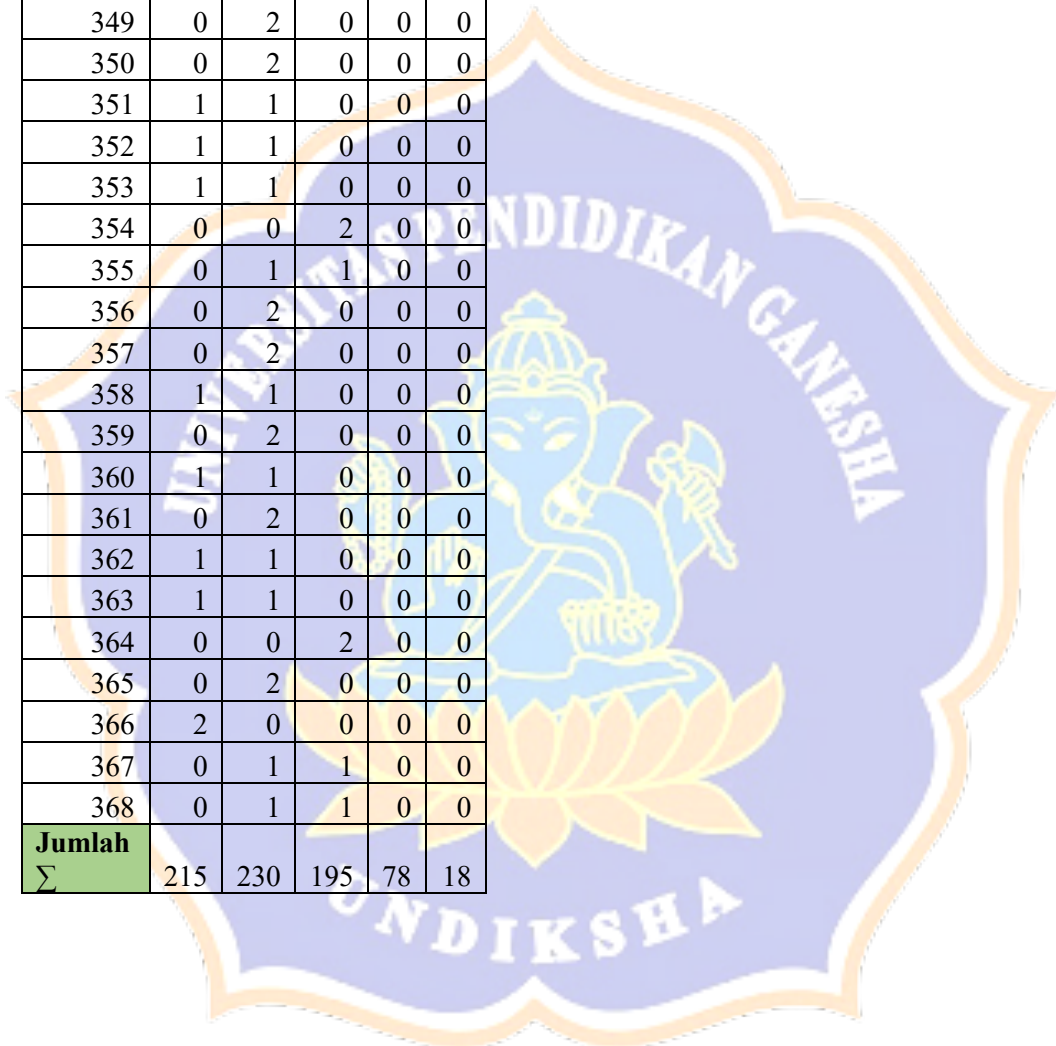 349 0 2 0 0 0
350 0 2 0 0 0
351 1 1 0 0 0
352 1 1 0 0 0
353 1 1 0 0 0
354 0 0 2 0 0
355 0 1 1 0 0
356 0 2 0 0 0
357 0 2 0 0 0
358 1 1 0 0 0
359 0 2 0 0 0
360 1 1 0 0 0
361 0 2 0 0 0
362 1 1 0 0 0
363 1 1 0 0 0
364 0 0 2 0 0
365 0 2 0 0 0
366 2 0 0 0 0
367 0 1 1 0 0
368 0 1 1 0 0
Jumlah
∑ 215 230 195 78 18
UNIVERSITAS PENDIDIKAN GANESHA
UNDIKSHA